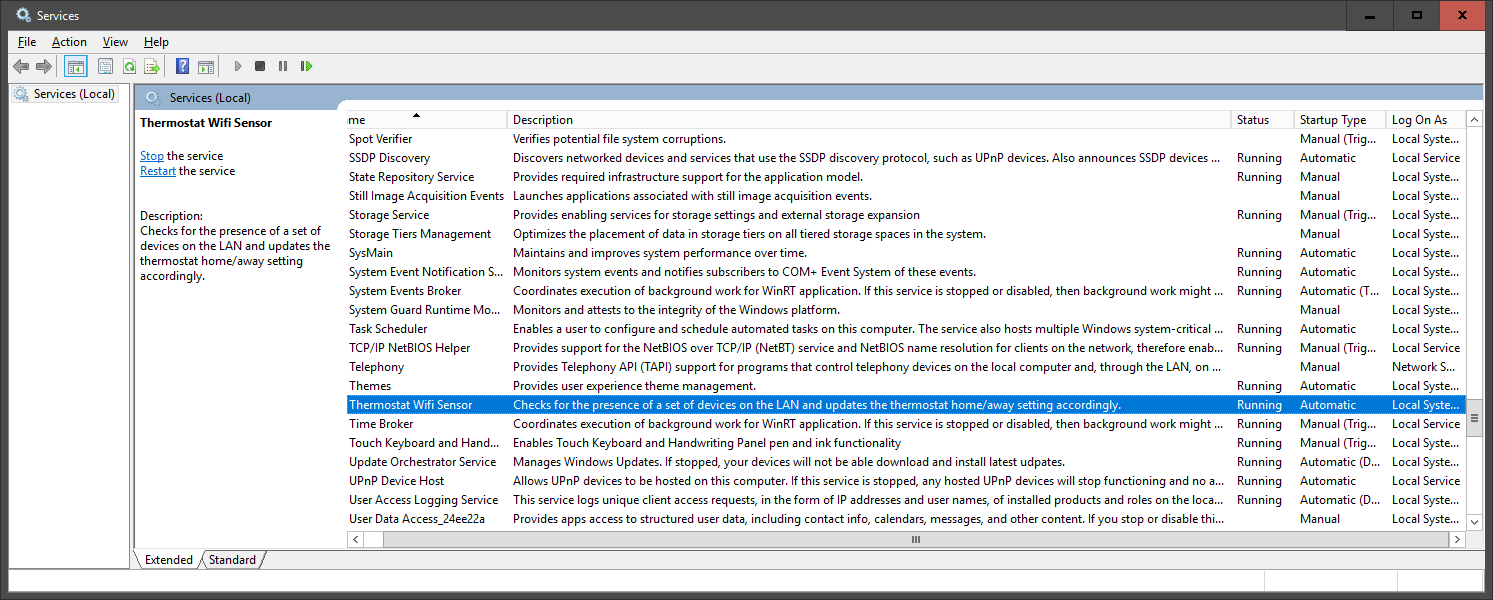 Services
File Action View Help
Services (Local)
Services (Local)
Thermostat Wifi Sensor
Stop the service
Restart the service
Description:
Checks for the presence of a set of
devices on the LAN and updates the
thermostat home/away setting
accordingly.
me Description Status Startup Type Log On As
Spot Verifier Verifies potential file system corruptions. Manual (Trig... Local Syste...
SSDP Discovery Discovers networked devices and services that use the SSDP discovery protocol, such as UPnP devices. Also announces SSDP devices ... Running Automatic Local Service
State Repository Service Provides required infrastructure support for the application model. Running Manual Local Syste...
Still Image Acquisition Events Launches applications associated with still image acquisition events. Manual Local Syste...
Storage Service Provides enabling services for storage settings and external storage expansion Running Manual (Trig... Local Syste...
Storage Tiers Management Optimizes the placement of data in storage tiers on all tiered storage spaces in the system. Manual Local Syste...
SysMain Maintains and improves system performance over time. Running Automatic Local Syste...
System Event Notification S... Monitors system events and notifies subscribers to COM+ Event System of these events. Running Automatic Local Syste...
System Events Broker Coordinates execution of background work for WinRT application. If this service is stopped or disabled, then background work might ... Running Automatic (T... Local Syste...
System Guard Runtime Mo... Monitors and attests to the integrity of the Windows platform. Manual Local Syste...
Task Scheduler Enables a user to configure and schedule automated tasks on this computer. The service also hosts multiple Windows system-critical ... Running Automatic Local Syste...
TCP/IP NetBIOS Helper Provides support for the NetBIOS over TCP/IP (NetBT) service and NetBIOS name resolution for clients on the network, therefore enab... Running Manual (Trig... Local Service
Telephony Provides Telephony API (TAPI) support for programs that control telephony devices on the local computer and, through the LAN, on ... Manual Network S...
Themes Provides user experience theme management. Running Automatic Local Syste...
Thermostat Wifi Sensor Checks for the presence of a set of devices on the LAN and updates the thermostat home/away setting accordingly. Running Automatic Local Syste...
Time Broker Coordinates execution of background work for WinRT application. If this service is stopped or disabled, then background work might ... Running Manual (Trig... Local Service
Touch Keyboard and Hand... Enables Touch Keyboard and Handwriting Panel pen and ink functionality Running Manual (Trig... Local Syste...
Update Orchestrator Service Manages Windows Updates. If stopped, your devices will not be able download and install latest udpates. Running Automatic (D... Local Syste...
UPnP Device Host Allows UPnP devices to be hosted on this computer. If this service is stopped, any hosted UPnP devices will stop functioning and no a... Running Automatic Local Service
User Access Logging Service This service logs unique client access requests, in the form of IP addresses and user names, of installed products and roles on the loca... Running Automatic (D... Local Syste...
User Data Access_24ee22a Provides apps access to structured user data, including contact info, calendars, messages, and other content. If you stop or disable thi... Manual Local Syste...
Extended Standard